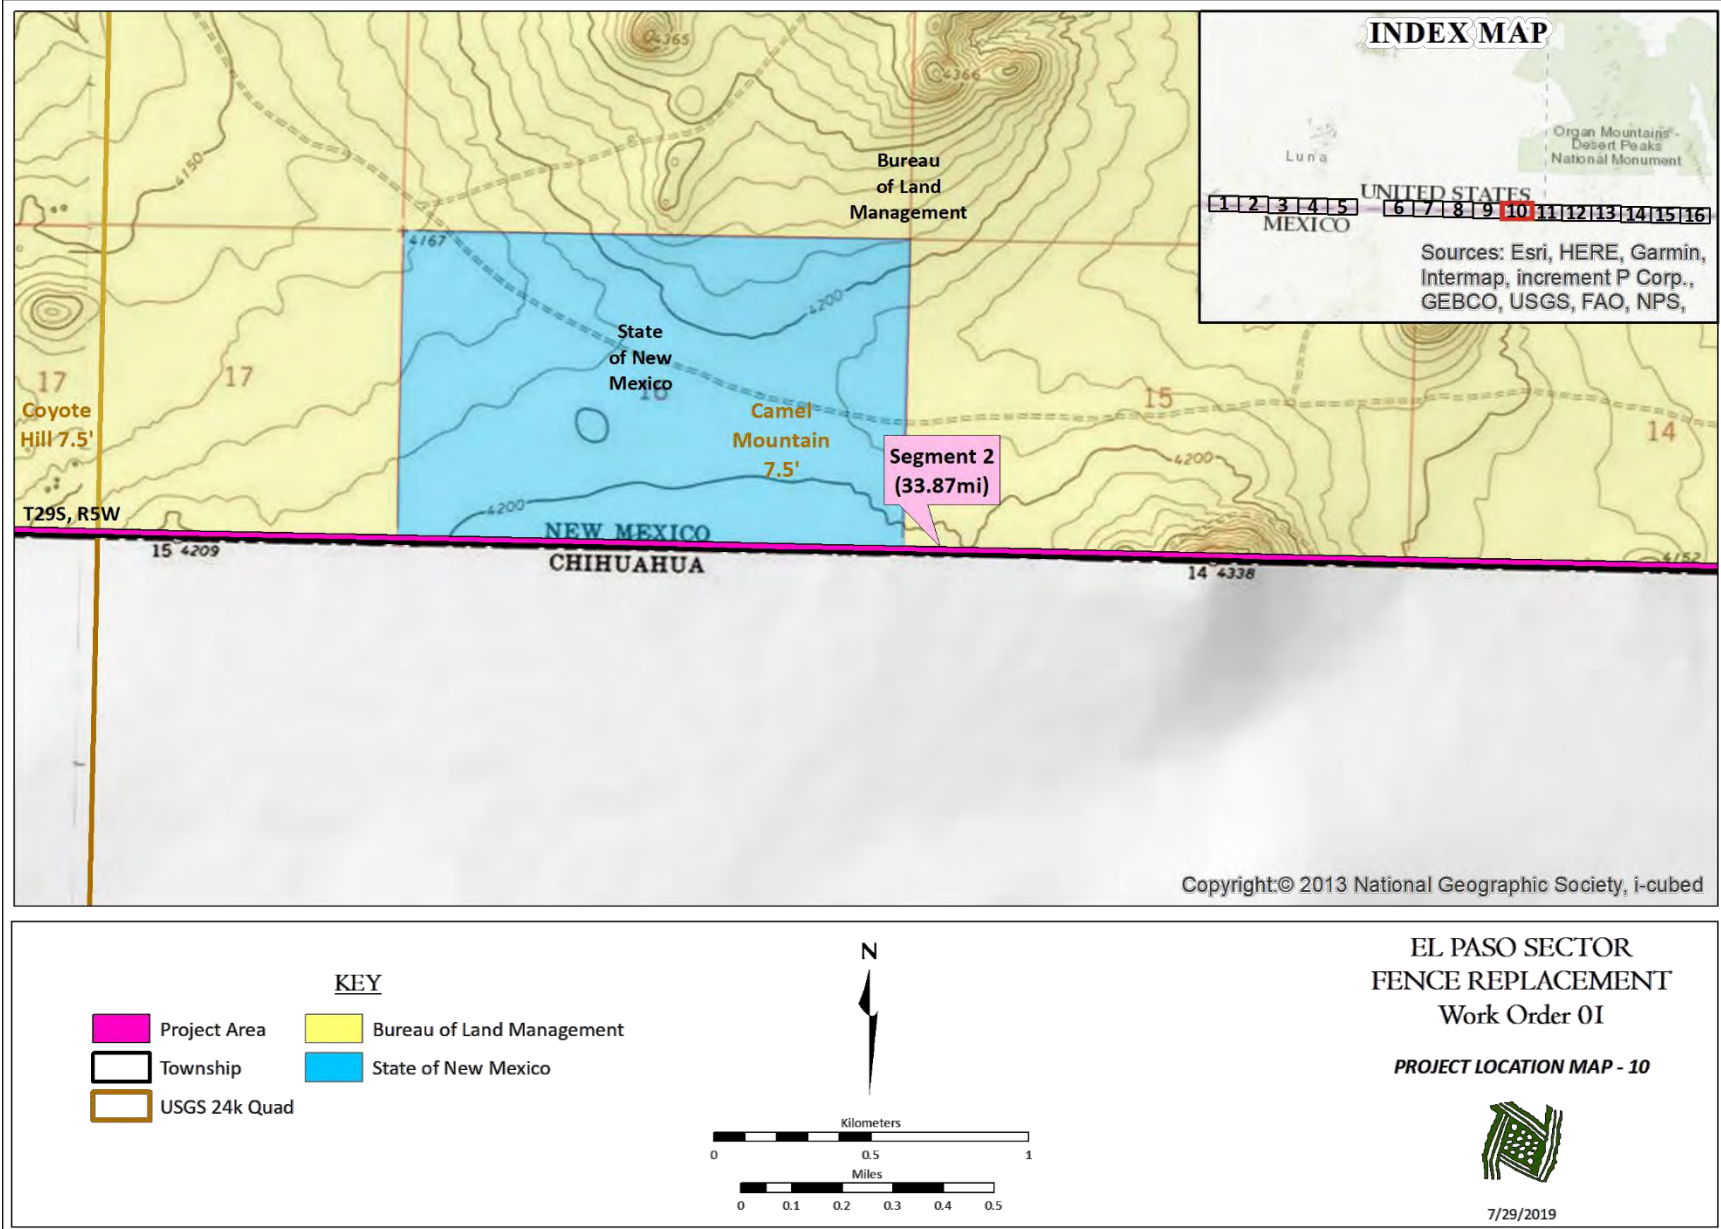 4365
4366
4150
Bureau
of Land
Management
4167
4200
State
of New
Mexico
16
17
17
Coyote
Hill 7.5'
Camel
Mountain
7.5'
15
14
Segment 2
(33.87mi)
4200
4200
T29S, R5W
NEW MEXICO
CHIHUAHUA
15 4209
14 4338
4152
INDEX MAP
Organ Mountains -
Desert Peaks
National Monument
Luna
UNITED STATES
1 2 3 4 5 6 7 8 9 10 11 12 13 14 15 16
MEXICO
Sources: Esri, HERE, Garmin,
Intermap, increment P Corp.,
GEBCO, USGS, FAO, NPS,
Copyright:© 2013 National Geographic Society, i-cubed
KEY
Project Area
Township
USGS 24k Quad
Bureau of Land Management
State of New Mexico
N
Kilometers
0 0.5 1
Miles
0 0.1 0.2 0.3 0.4 0.5
EL PASO SECTOR
FENCE REPLACEMENT
Work Order 01
PROJECT LOCATION MAP - 10
7/29/2019